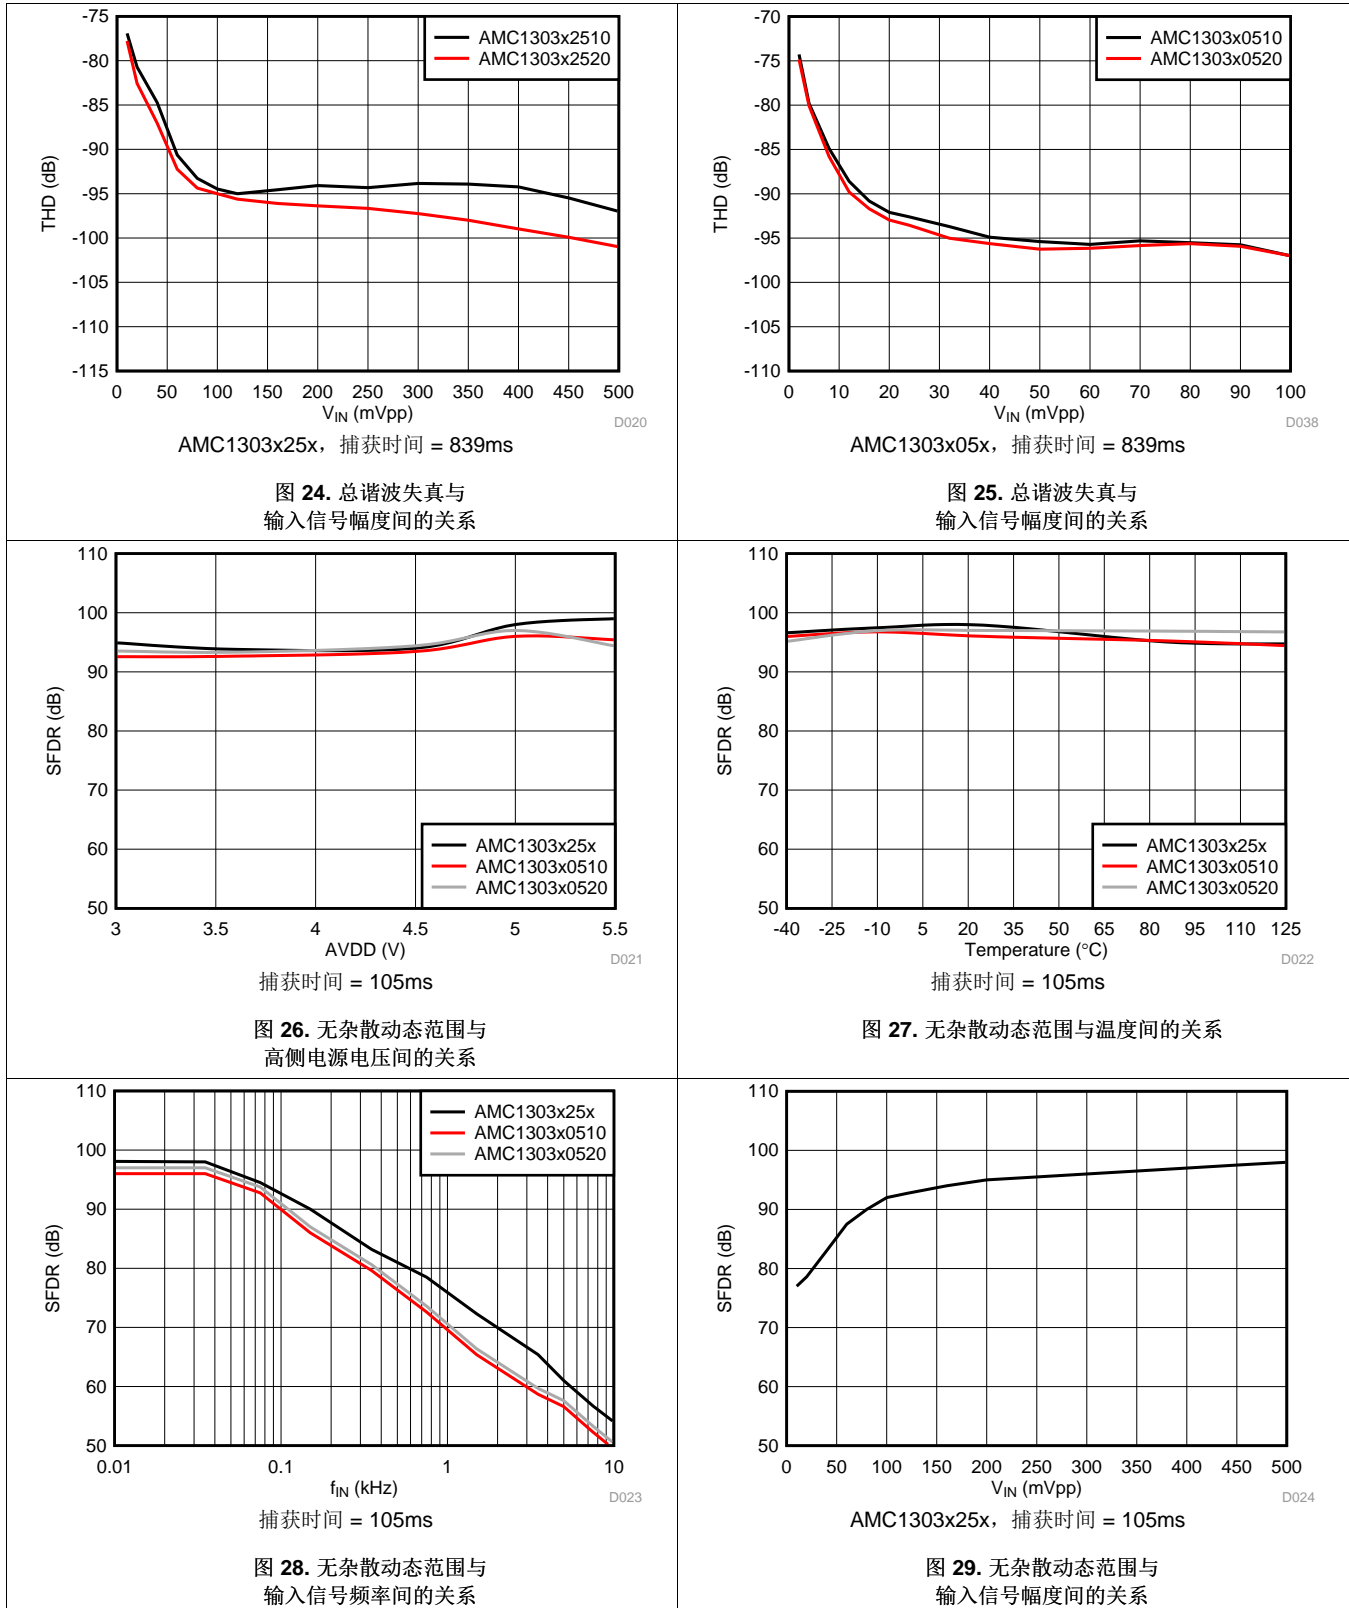 -75
-80
-85
-90
-95
-100
-105
-110
-115
THD (dB)
AMC1303x2510
AMC1303x2520
0 50 100 150 200 250 300 350 400 450 500
VIN (mVpp)
D020
AMC1303x25x，捕获时间 = 839ms
图 24. 总谐波失真与
输入信号幅度间的关系
-70
-75
-80
-85
-90
-95
-100
-105
-110
THD (dB)
AMC1303x0510
AMC1303x0520
0 10 20 30 40 50 60 70 80 90 100
VIN (mVpp)
D038
AMC1303x05x，捕获时间 = 839ms
图 25. 总谐波失真与
输入信号幅度间的关系
110
100
90
80
70
60
50
SFDR (dB)
AMC1303x25x
AMC1303x0510
AMC1303x0520
3 3.5 4 4.5 5 5.5
AVDD (V)
D021
捕获时间 = 105ms
图 26. 无杂散动态范围与
高侧电源电压间的关系
110
100
90
80
70
60
50
SFDR (dB)
AMC1303x25x
AMC1303x0510
AMC1303x0520
-40 -25 -10 5 20 35 50 65 80 95 110 125
Temperature (°C)
D022
捕获时间 = 105ms
图 27. 无杂散动态范围与温度间的关系
110
100
90
80
70
60
50
SFDR (dB)
AMC1303x25x
AMC1303x0510
AMC1303x0520
0.01 0.1 1 10
fIN (kHz)
D023
捕获时间 = 105ms
图 28. 无杂散动态范围与
输入信号频率间的关系
110
100
90
80
70
60
50
SFDR (dB)
0 50 100 150 200 250 300 350 400 450 500
VIN (mVpp)
D024
AMC1303x25x，捕获时间 = 105ms
图 29. 无杂散动态范围与
输入信号幅度间的关系